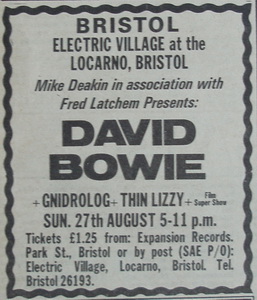 BRISTOL
ELECTRIC VILLAGE at the
LOCARNO, BRISTOL
Mike Deakin in association with
Fred Latchem Presents:
DAVID
BOWIE
+ GNIDROLOG + THIN LIZZY + Film Super Show
SUN. 27th AUGUST 5-11 p.m.
Tickets £1.25 from: Expansion Records.
Park St., Bristol or by post (SAE P/O):
Electric Village, Locarno, Bristol. Tel.
Bristol 26193.